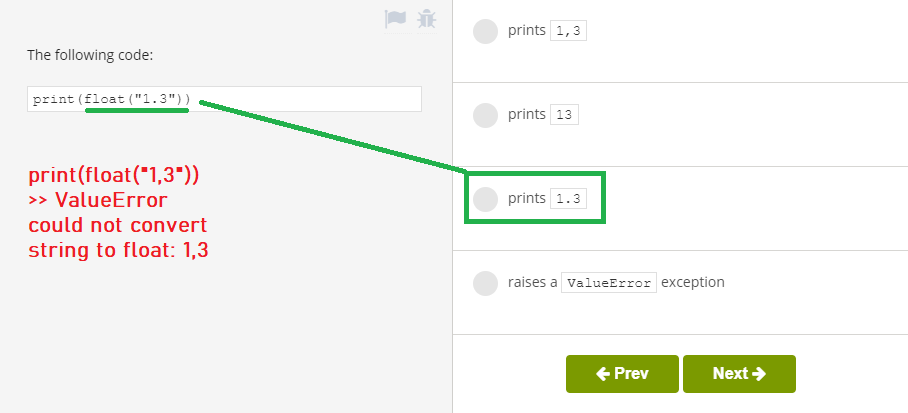 The following code:
print(float("1.3"))
print(float("1,3"))
>> ValueError
could not convert
string to float: 1,3
prints 1,3
prints 13
prints 1.3
raises a ValueError exception
Prev
Next